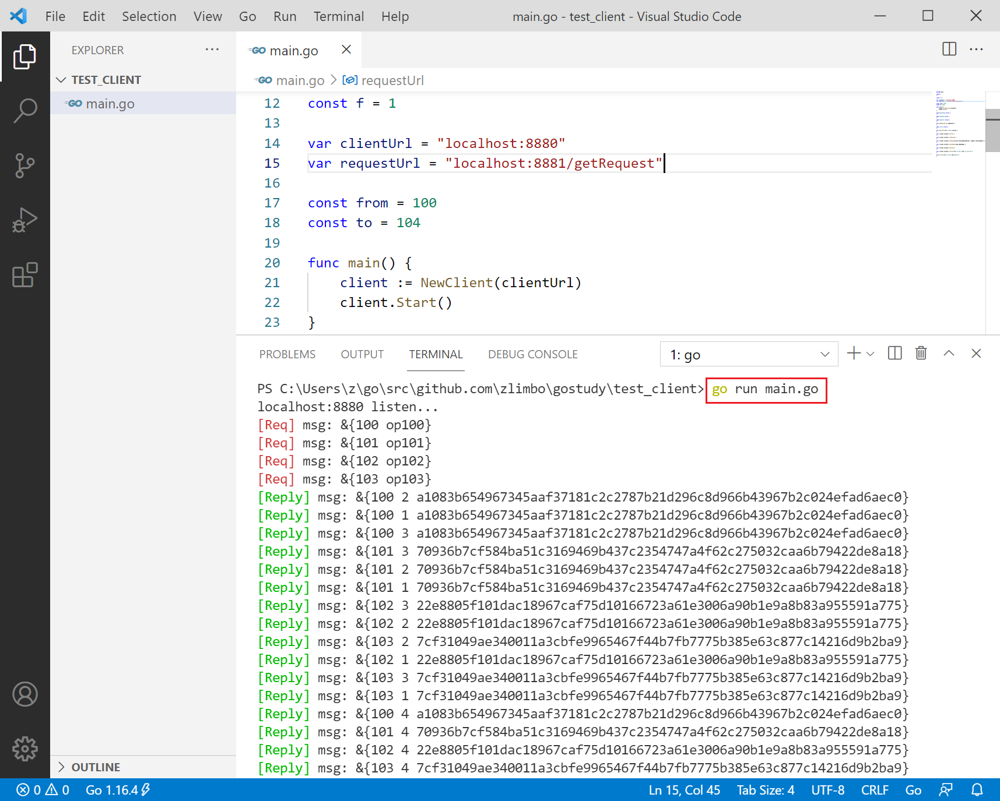 File Edit Selection View Go Run Terminal Help main.go - test_client - Visual Studio Code
EXPLORER
TEST_CLIENT
GO main.go
OUTLINE
GO main.go
GO main.go > requestUrl
12 const f = 1
13
14 var clientUrl = "localhost:8880"
15 var requestUrl = "localhost:8881/getRequest"
16
17 const from = 100
18 const to = 104
19
20 func main() {
21 client := NewClient(clientUrl)
22 client.Start()
23 }
PROBLEMS OUTPUT TERMINAL DEBUG CONSOLE 1: go
PS C:\Users\z\go\src\github.com\zlimbo\gostudy\test_client> go run main.go
localhost:8880 listen...
[Req] msg: &{100 op100}
[Req] msg: &{101 op101}
[Req] msg: &{102 op102}
[Req] msg: &{103 op103}
[Reply] msg: &{100 2 a1083b654967345aaf37181c2c2787b21d296c8d966b43967b2c024efad6aec0}
[Reply] msg: &{100 1 a1083b654967345aaf37181c2c2787b21d296c8d966b43967b2c024efad6aec0}
[Reply] msg: &{100 3 a1083b654967345aaf37181c2c2787b21d296c8d966b43967b2c024efad6aec0}
[Reply] msg: &{101 3 70936b7cf584ba51c3169469b437c2354747a4f62c275032caa6b79422de8a18}
[Reply] msg: &{101 2 70936b7cf584ba51c3169469b437c2354747a4f62c275032caa6b79422de8a18}
[Reply] msg: &{101 1 70936b7cf584ba51c3169469b437c2354747a4f62c275032caa6b79422de8a18}
[Reply] msg: &{102 3 22e8805f101dac18967caf75d10166723a61e3006a90b1e9a8b83a955591a775}
[Reply] msg: &{102 2 22e8805f101dac18967caf75d10166723a61e3006a90b1e9a8b83a955591a775}
[Reply] msg: &{103 2 7cf31049ae340011a3cbfe9965467f44b7fb7775b385e63c877c14216d9b2ba9}
[Reply] msg: &{102 1 22e8805f101dac18967caf75d10166723a61e3006a90b1e9a8b83a955591a775}
[Reply] msg: &{103 3 7cf31049ae340011a3cbfe9965467f44b7fb7775b385e63c877c14216d9b2ba9}
[Reply] msg: &{103 1 7cf31049ae340011a3cbfe9965467f44b7fb7775b385e63c877c14216d9b2ba9}
[Reply] msg: &{100 4 a1083b654967345aaf37181c2c2787b21d296c8d966b43967b2c024efad6aec0}
[Reply] msg: &{101 4 70936b7cf584ba51c3169469b437c2354747a4f62c275032caa6b79422de8a18}
[Reply] msg: &{102 4 22e8805f101dac18967caf75d10166723a61e3006a90b1e9a8b83a955591a775}
[Reply] msg: &{103 4 7cf31049ae340011a3cbfe9965467f44b7fb7775b385e63c877c14216d9b2ba9}
0 0 Go 1.16.4 Ln 15, Col 45 Tab Size: 4 UTF-8 CRLF Go